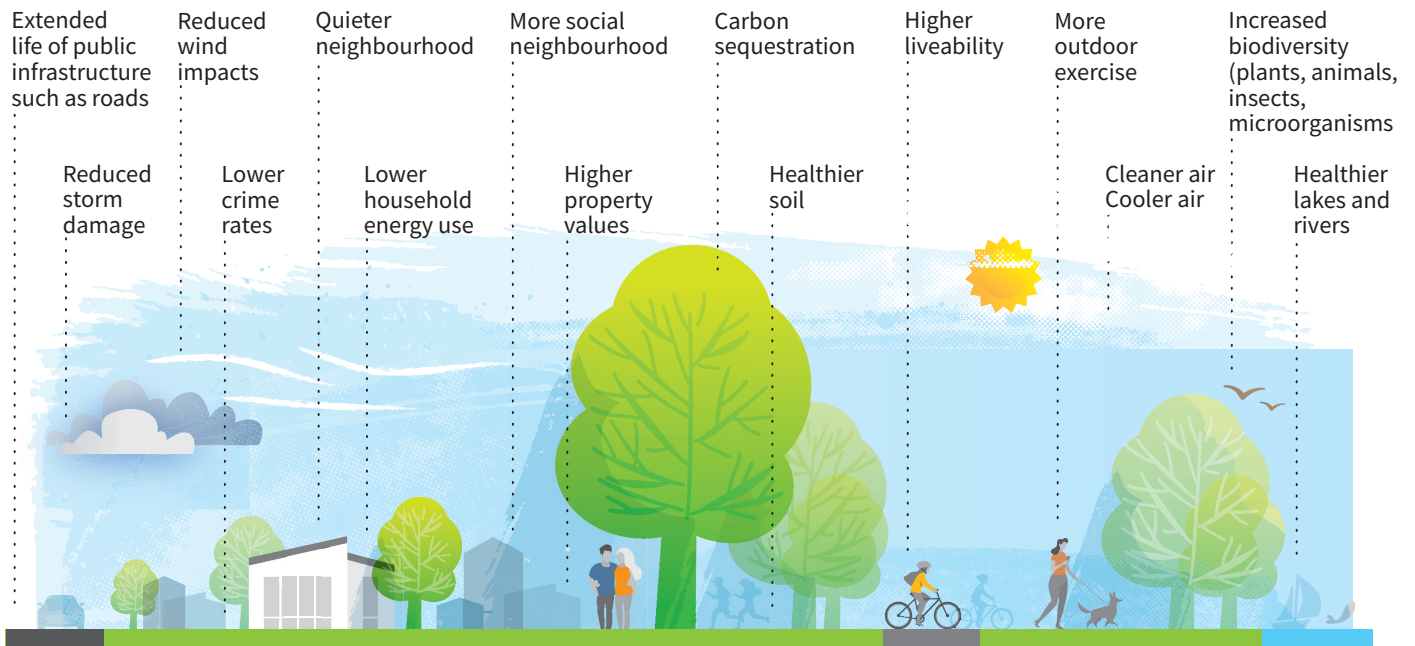 Extended
life of public
infrastructure
such as roads
Reduced
wind
impacts
Quieter
neighbourhood
More social
neighbourhood
Carbon
sequestration
Higher
liveability
More
outdoor
exercise
Increased
biodiversity
(plants, animals,
insects,
microorganisms
Reduced
storm
damage
Lower
crime
rates
Lower
household
energy use
Higher
property
values
Healthier
soil
Cleaner air
Cooler air
Healthier
lakes and
rivers